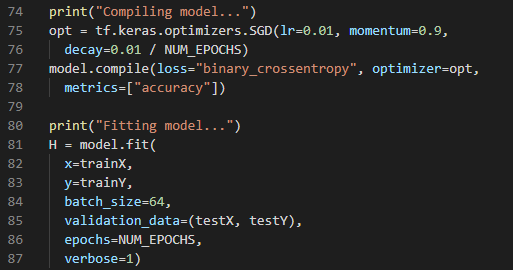 74 print("Compiling model...")
75 opt = tf.keras.optimizers.SGD(lr=0.01, momentum=0.9,
76   decay=0.01 / NUM_EPOCHS)
77 model.compile(loss="binary_crossentropy", optimizer=opt,
78   metrics=["accuracy"])
79
80 print("Fitting model...")
81 H = model.fit(
82   x=trainX,
83   y=trainY,
84   batch_size=64,
85   validation_data=(testX, testY),
86   epochs=NUM_EPOCHS,
87   verbose=1)